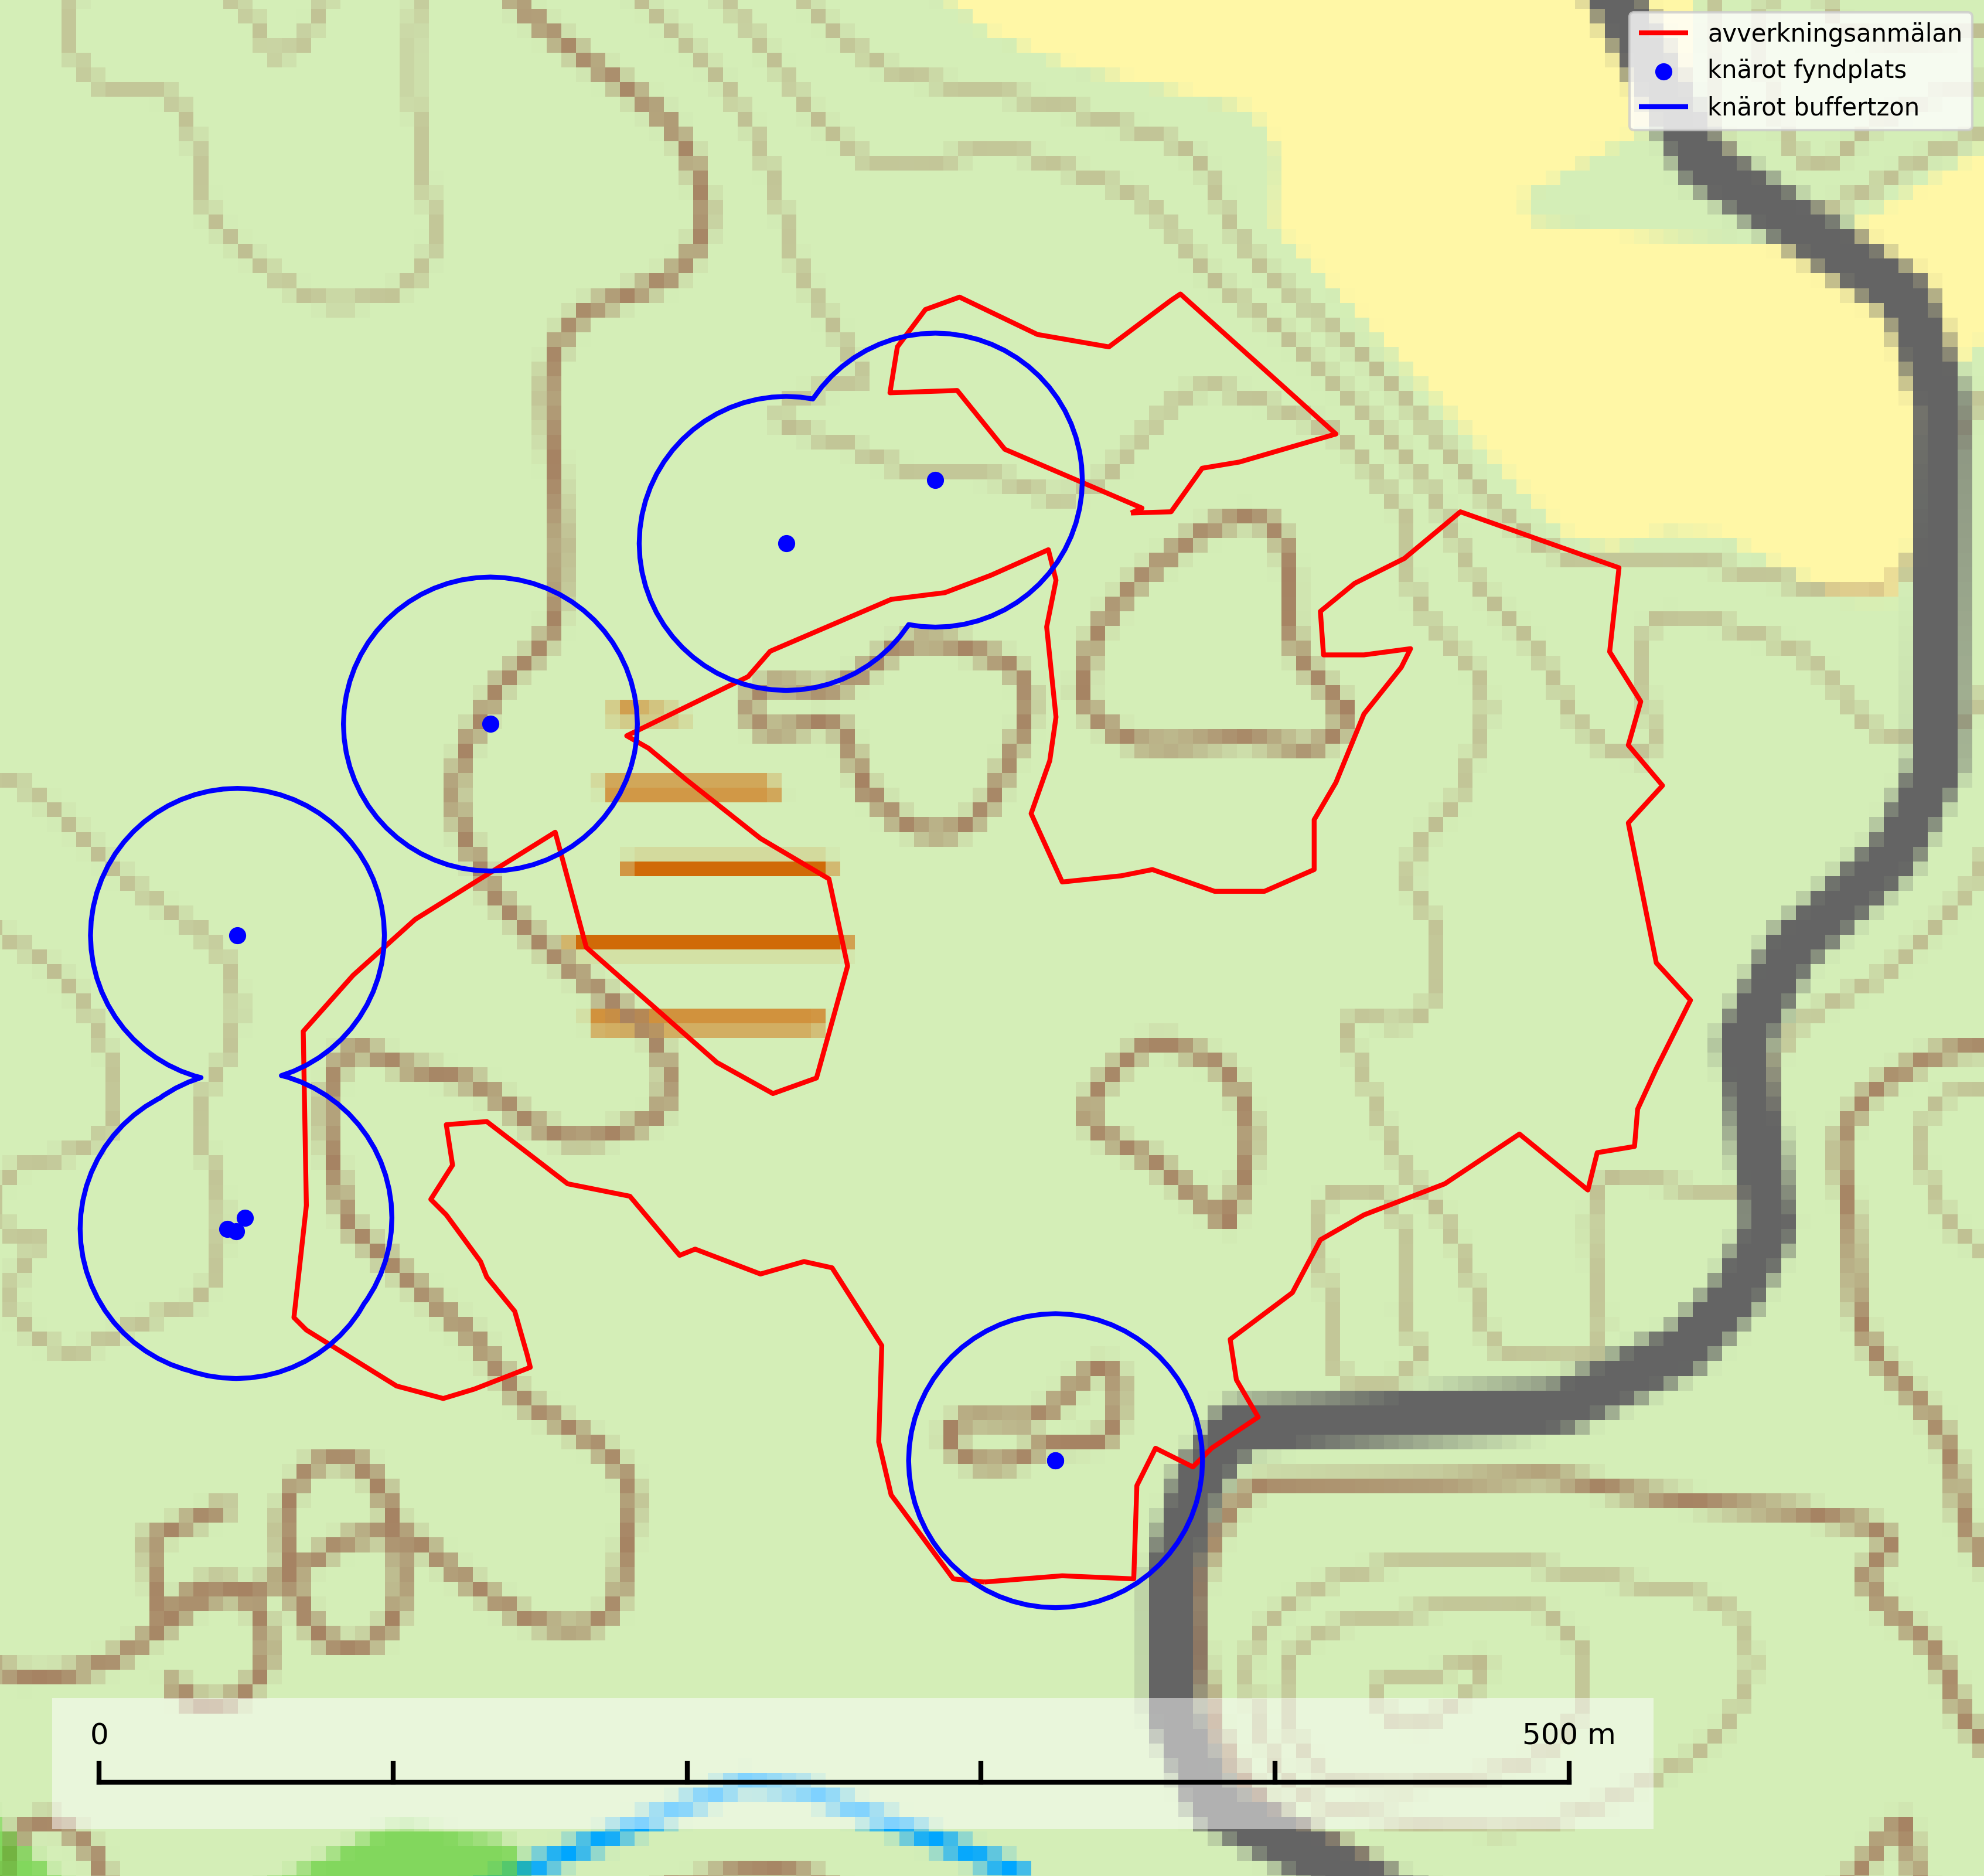 avverkningsanmälan
knärot fyndplats
knärot buffertzon
0
500 m